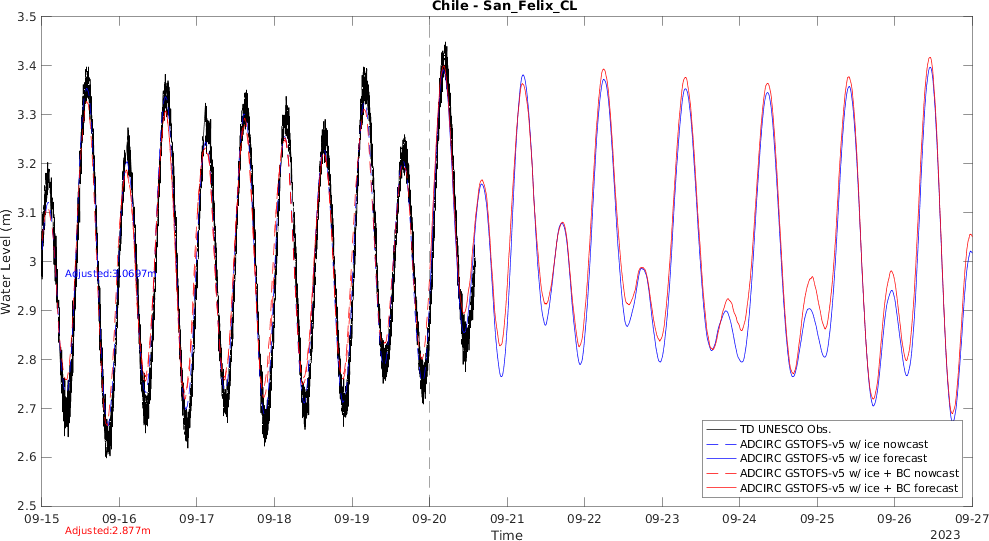 Chile - San_Felix_CL
3.5
3.4
3.3
3.2
3.1
3
2.9
2.8
2.7
2.6
2.5
Water Level (m)
Adjusted:3.0697m
TD UNESCO Obs.
ADCIRC GSTOFS-v5 w/ ice nowcast
ADCIRC GSTOFS-v5 w/ ice forecast
ADCIRC GSTOFS-v5 w/ ice + BC nowcast
ADCIRC GSTOFS-v5 w/ ice + BC forecast
09-15 09-16 09-17 09-18 09-19 09-20 09-21 09-22 09-23 09-24 09-25 09-26 09-27
Adjusted:2.877m
Time
2023